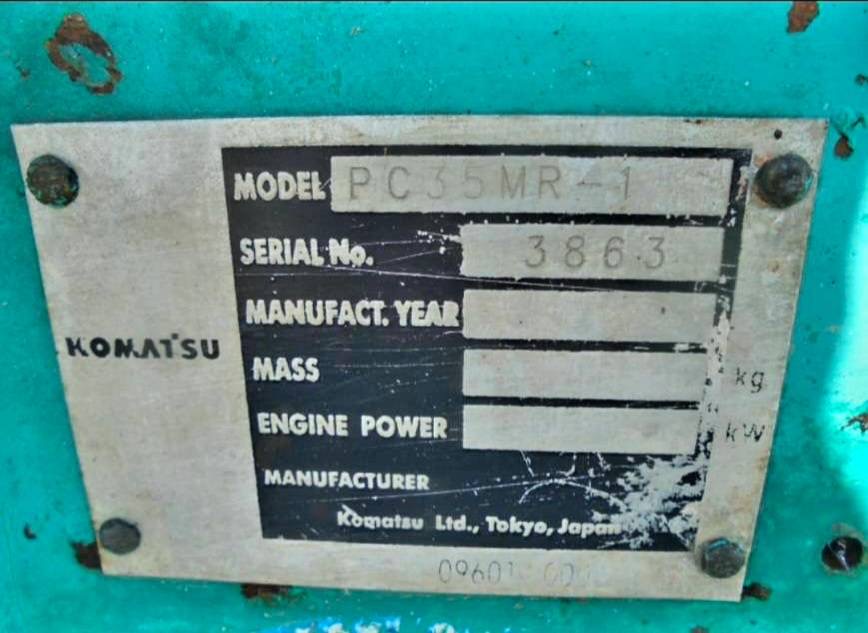 MODEL PC35MR-1
SERIAL No. 3863
MANUFACT. YEAR
KOMATSU
MASS kg
ENGINE POWER kW
MANUFACTURER
Komatsu Ltd., Tokyo, Japan
09601